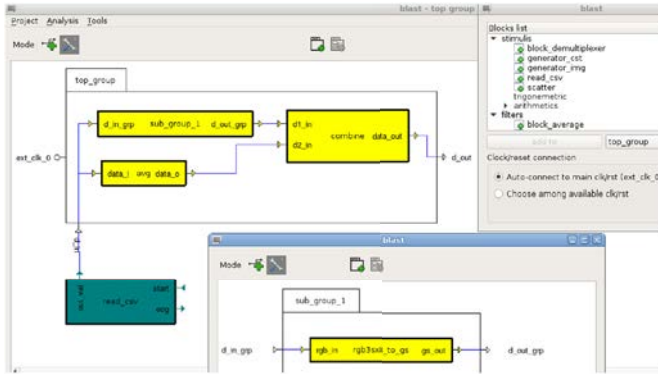 blast - top group
Project Analysis Tools
Mode
top_group
d_in_grp sub_group_1 d_out_grp
d1_in
combine data_out
d2_in
ext_clk_0
d_out
data_i avg data_o
out_val
read_csv
start
blast
Blocks list
stimulis
block_demultiplexer
generator_cst
generator_img
read_csv
scatter
trigonemetric
arithmetics
filters
block_average
add to
top_group
Clock/reset connection
Auto-connect to main clk/rst (ext_clk_0
Choose among available clk/rst
blast
Mode
sub_group_1
d_in_grp
rgb_in rgb3sx8_to_gs gs_out
d_out_grp